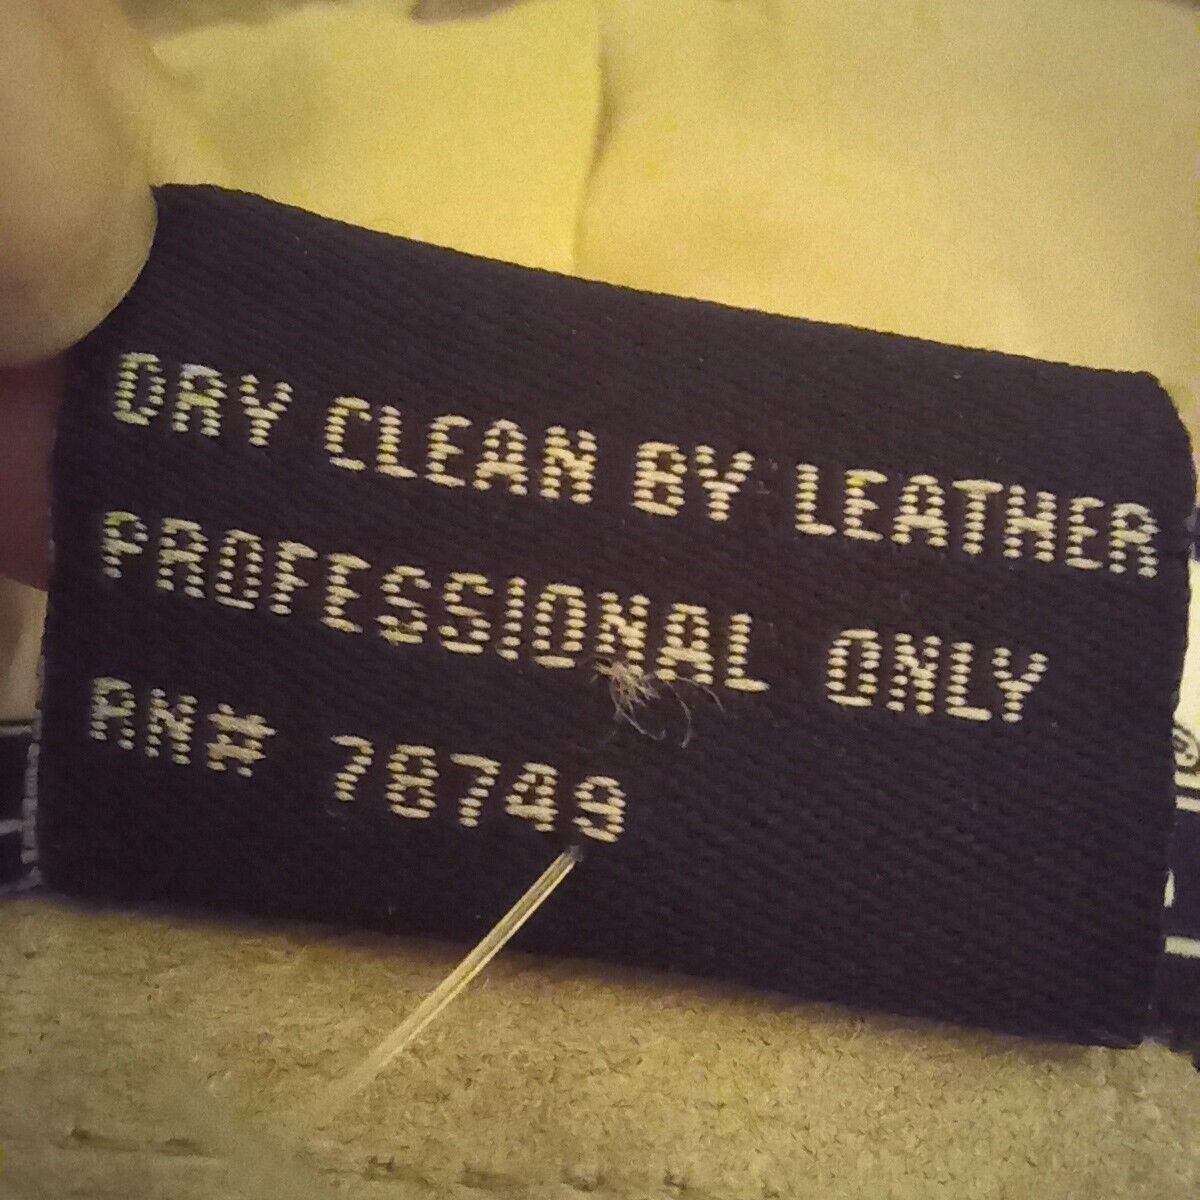 DRY CLEAN BY LEATHER
PROFESSIONAL ONLY
RN# 78749
®